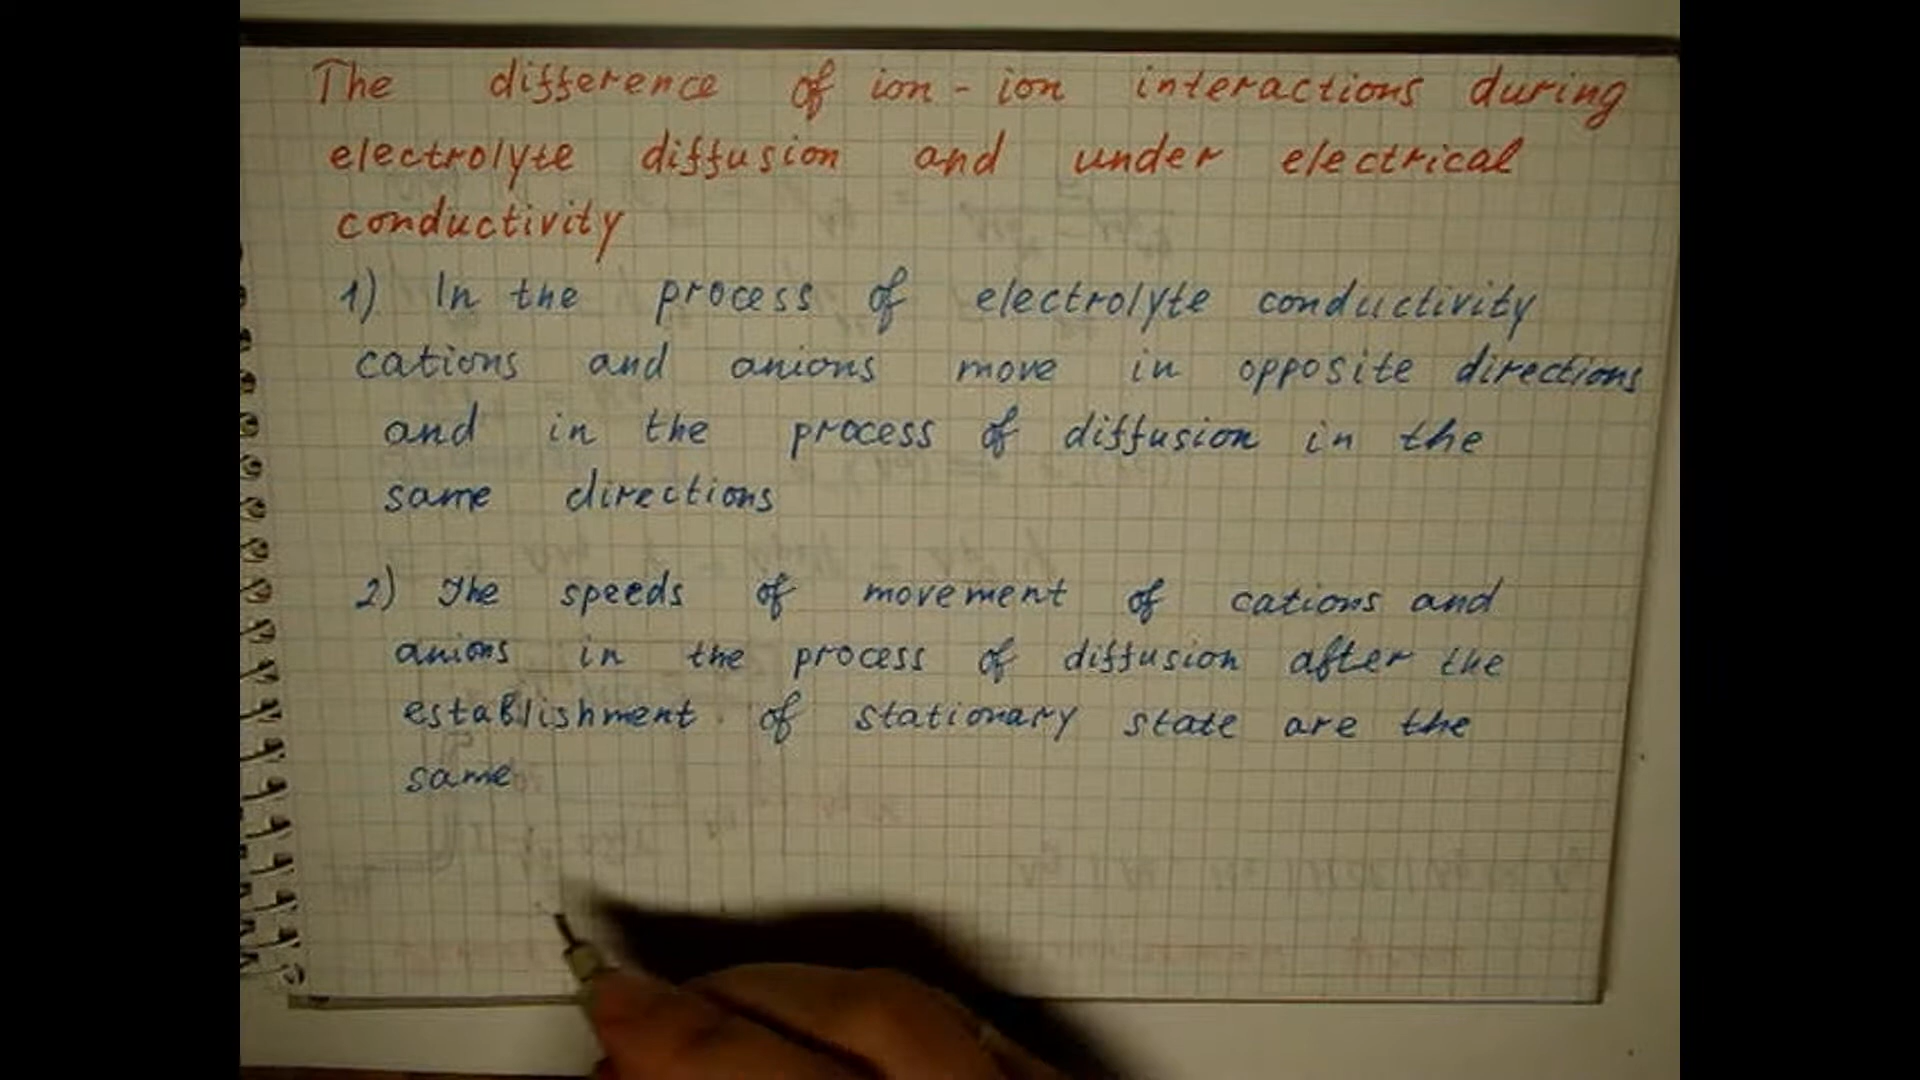 The difference of ion-ion interactions during
electrolyte diffusion and under electrical
conductivity
1) In the process of electrolyte conductivity
cations and anions move in opposite directions
and in the process of diffusion in the
same directions
2) The speeds of movement of cations and
anions in the process of diffusion after the
establishment of stationary state are the
same